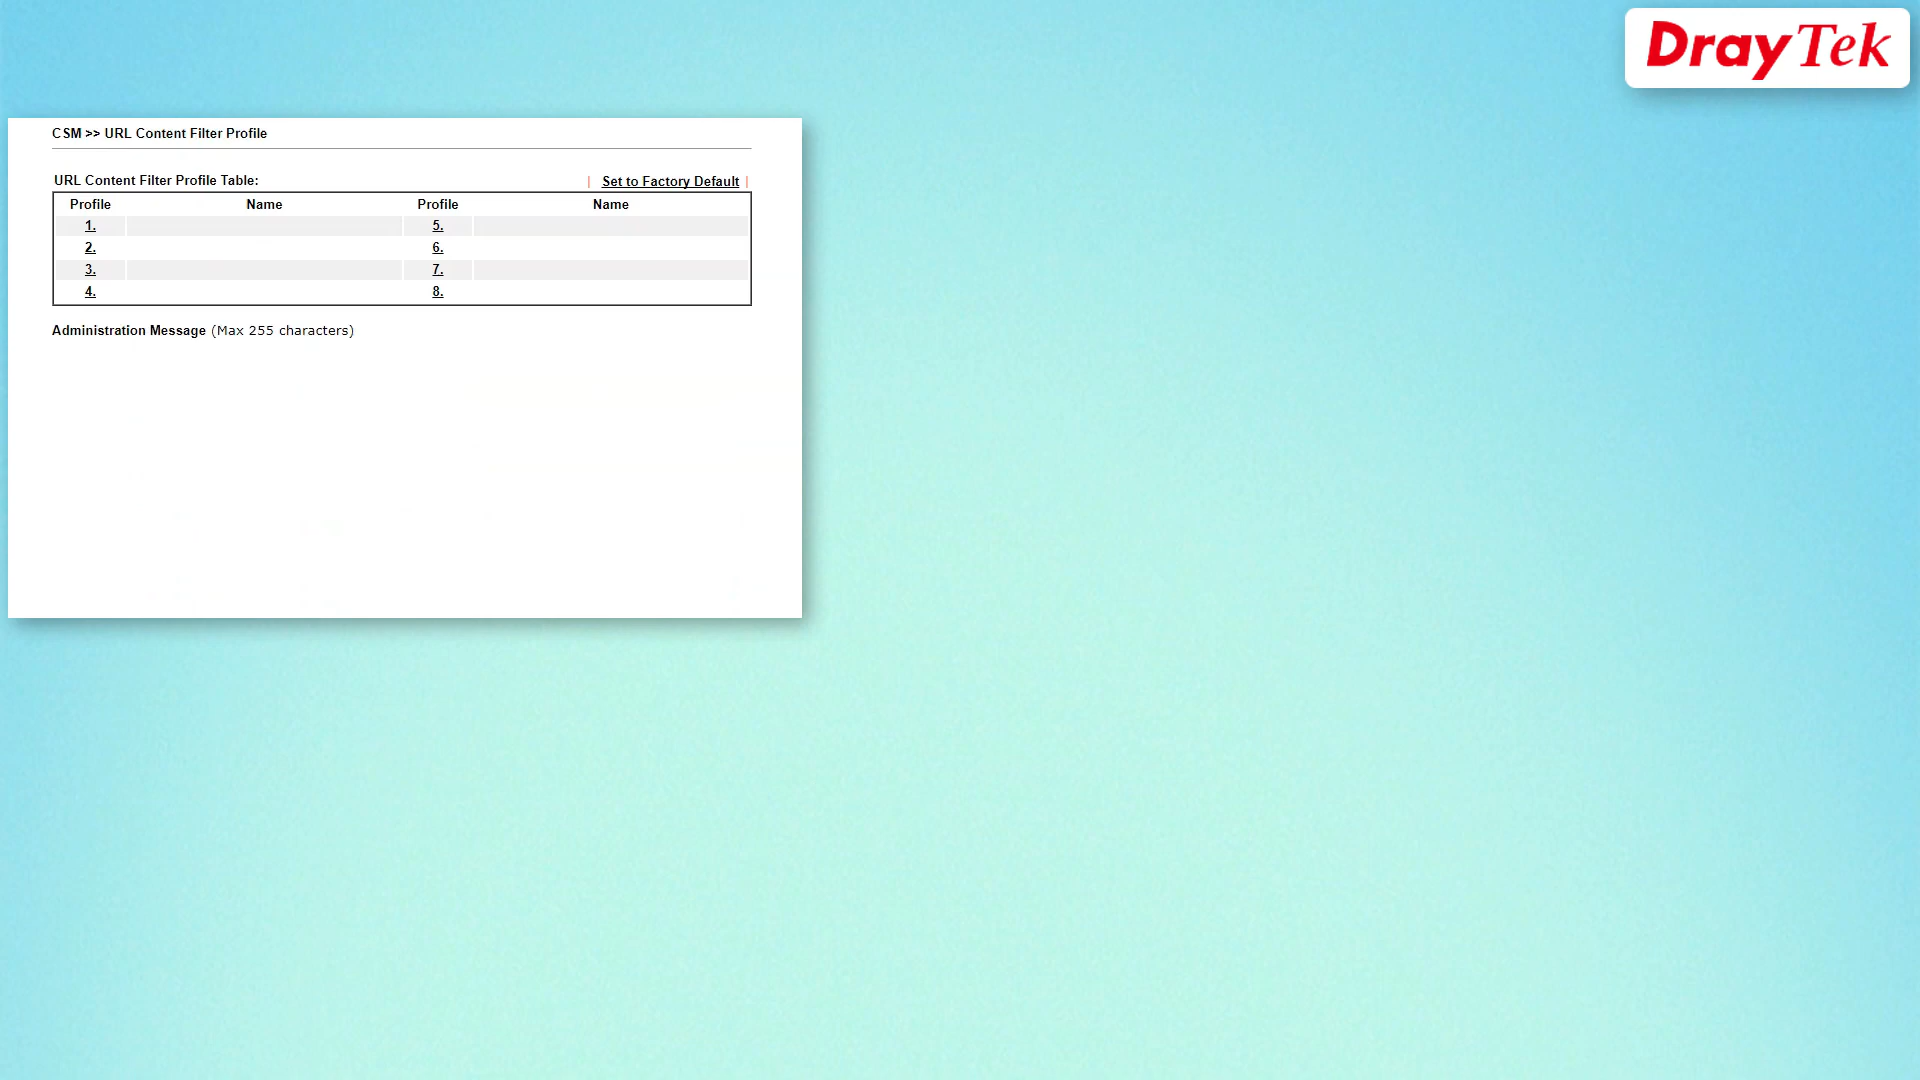 DrayTek
CSM >> URL Content Filter Profile
URL Content Filter Profile Table: | Set to Factory Default |
Profile Name Profile Name
1. 5.
2. 6.
3. 7.
4. 8.
Administration Message (Max 255 characters)